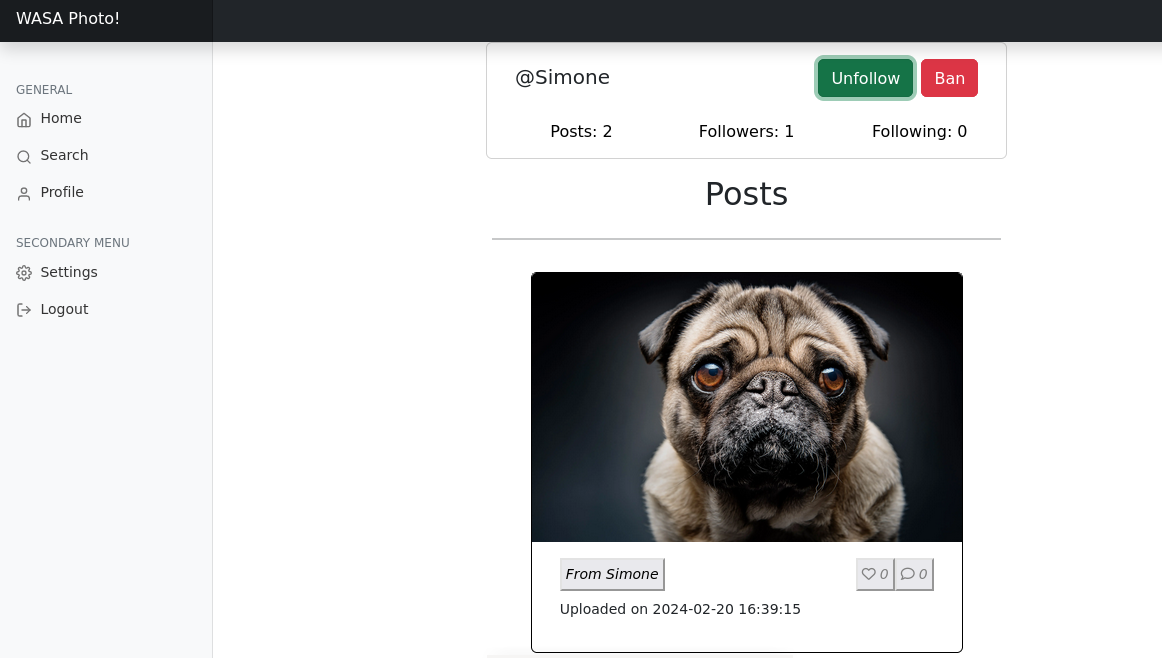 WASA Photo!
GENERAL
Home
Search
Profile
SECONDARY MENU
Settings
Logout
@Simone Unfollow Ban
Posts: 2 Followers: 1 Following: 0
Posts
From Simone 0 0
Uploaded on 2024-02-20 16:39:15